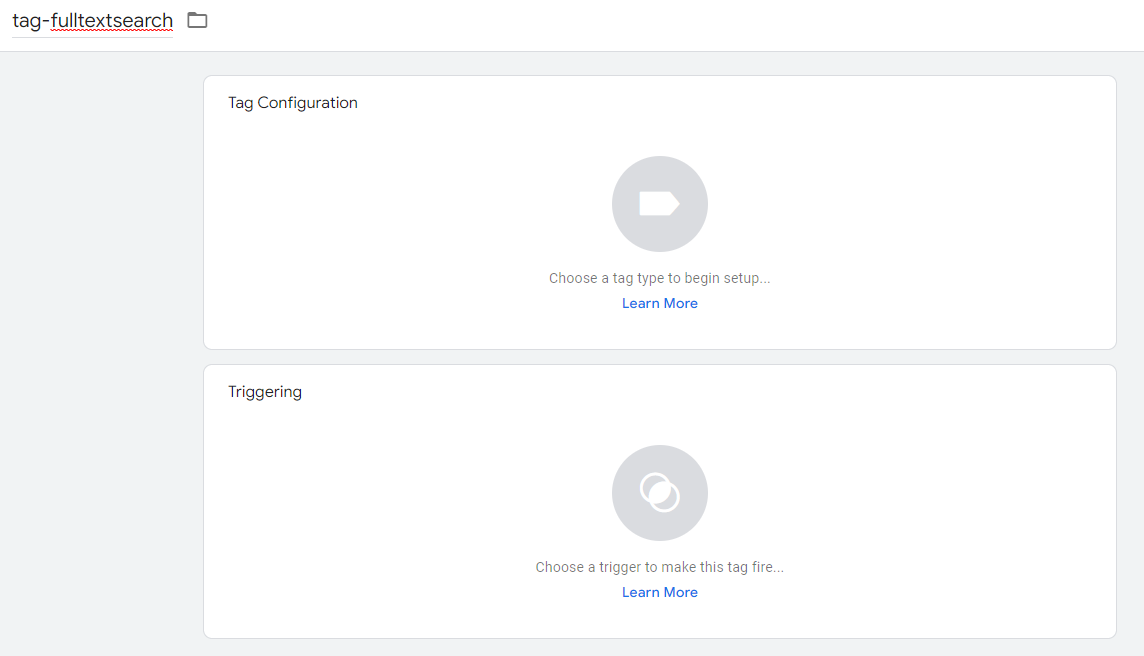 tag-fulltextsearch
Tag Configuration
Choose a tag type to begin setup...
Learn More
Triggering
Choose a trigger to make this tag fire...
Learn More